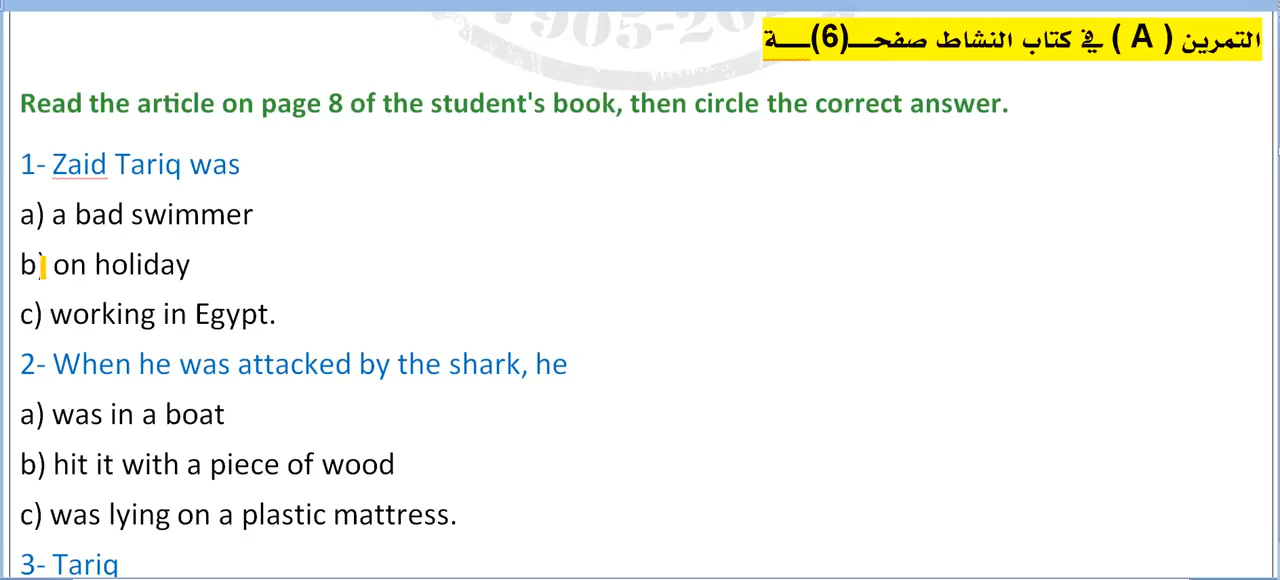 1905-20
التمرين ( A ) في كتاب النشاط صفحـــ(6)ـــة
Read the article on page 8 of the student's book, then circle the correct answer.
1- Zaid Tariq was
a) a bad swimmer
b) on holiday
c) working in Egypt.
2- When he was attacked by the shark, he
a) was in a boat
b) hit it with a piece of wood
c) was lying on a plastic mattress.
3- Tariq